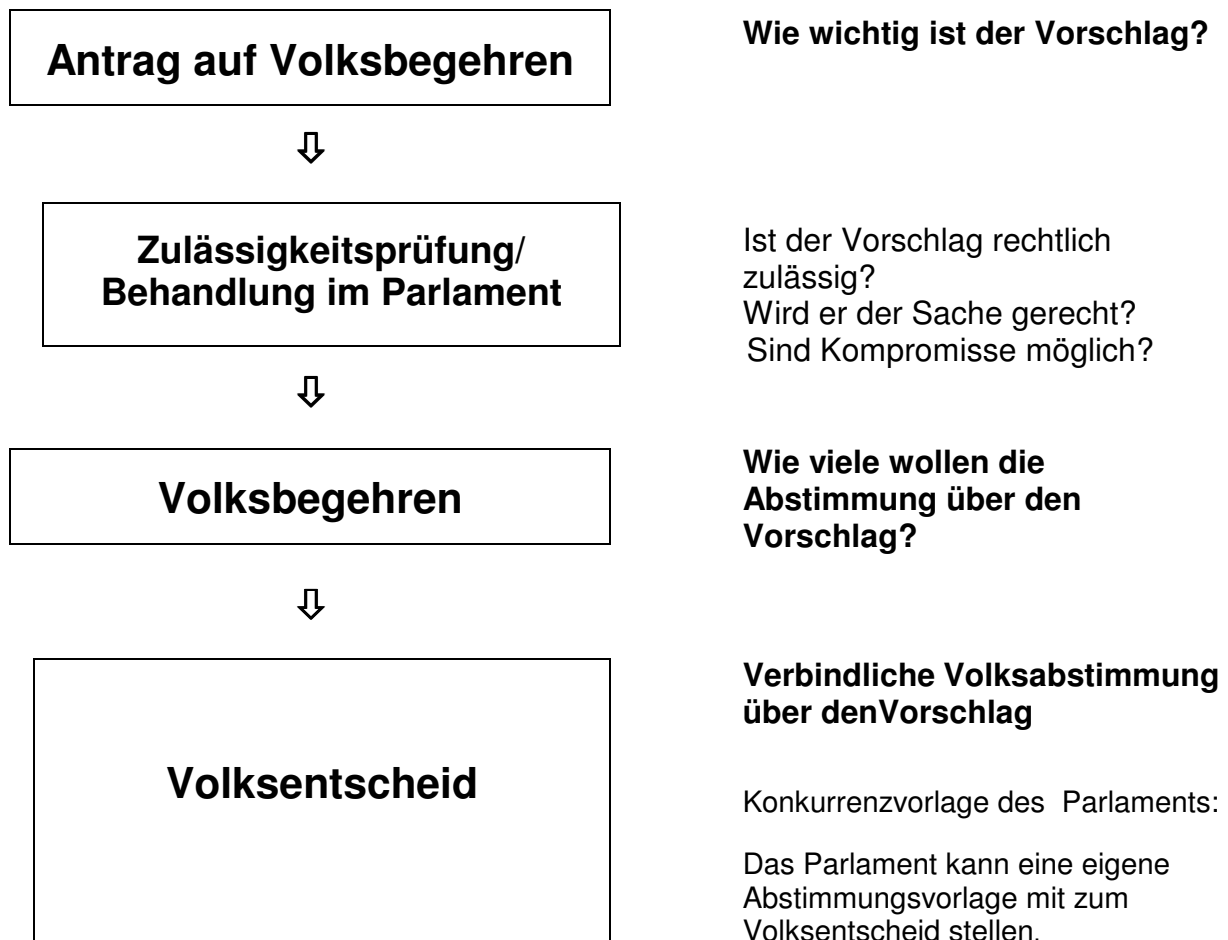 Antrag auf Volksbegehren
Wie wichtig ist der Vorschlag?
Zulässigkeitsprüfung/
Behandlung im Parlament
Ist der Vorschlag rechtlich
zulässig?
Wird er der Sache gerecht?
Sind Kompromisse möglich?
Volksbegehren
Wie viele wollen die
Abstimmung über den
Vorschlag?
Volksentscheid
Verbindliche Volksabstimmung
über denVorschlag
Konkurrenzvorlage des Parlaments:
Das Parlament kann eine eigene
Abstimmungsvorlage mit zum
Volksentscheid stellen.